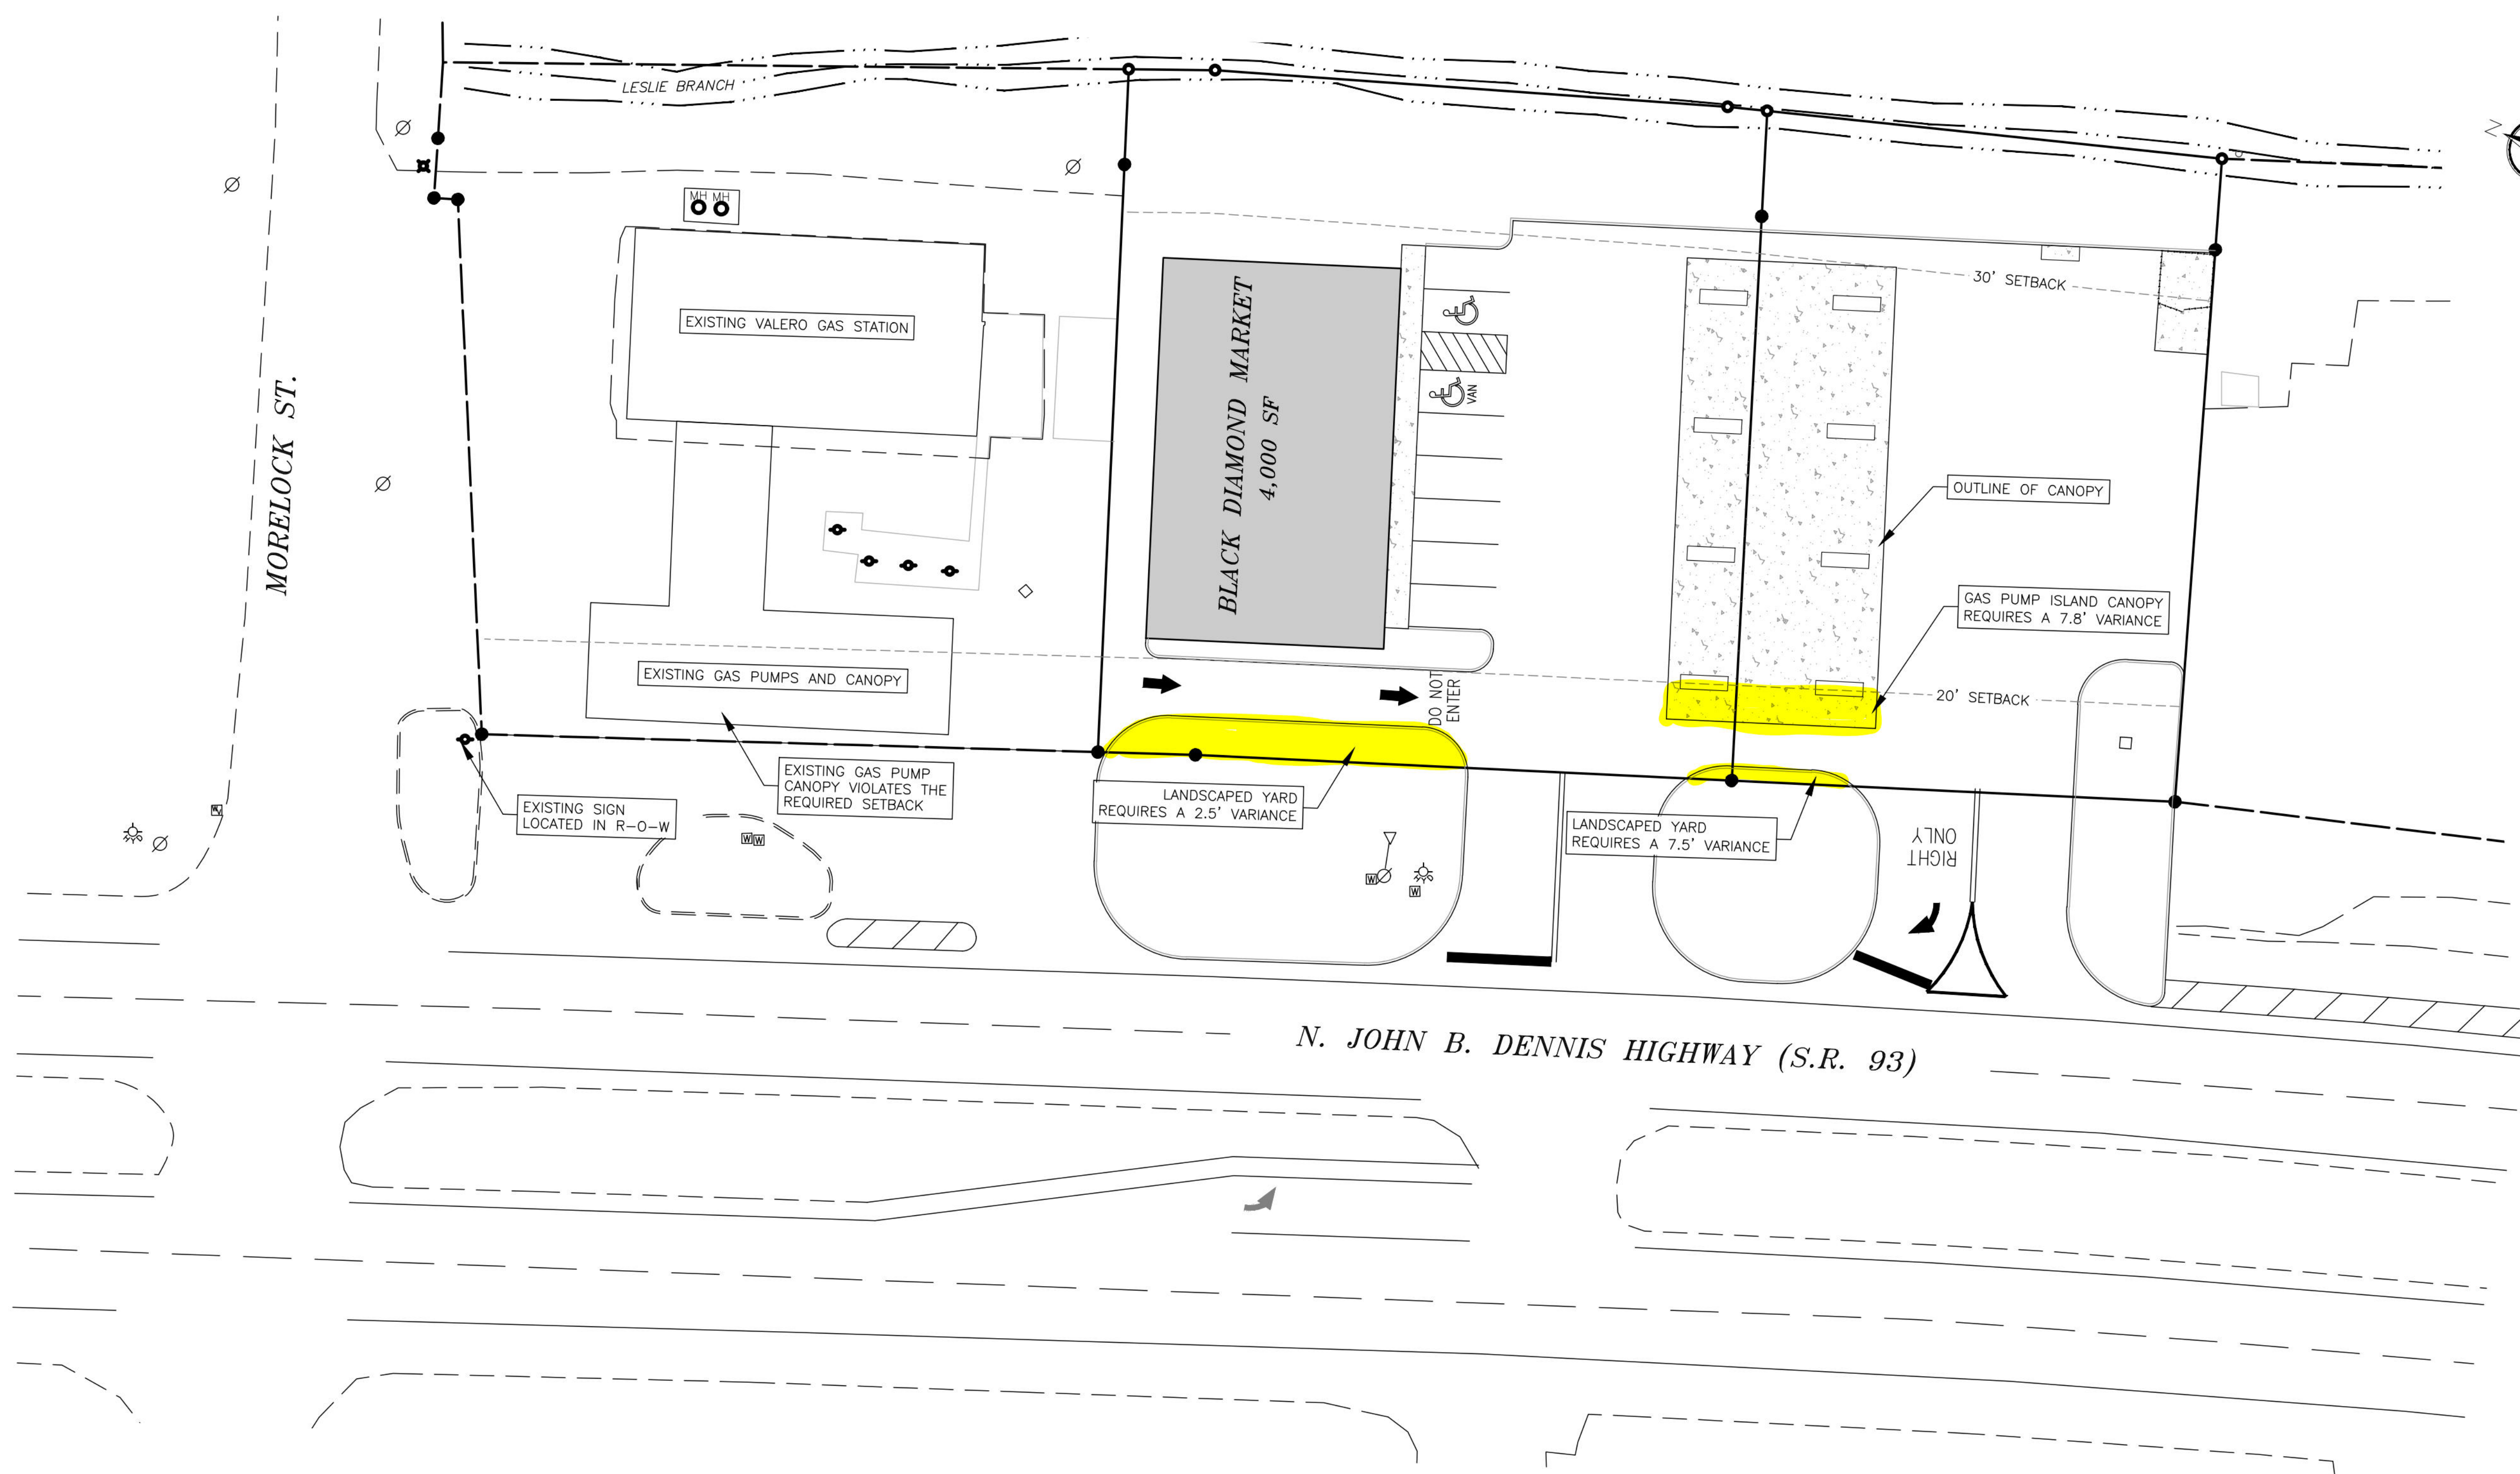 LESLIE BRANCH
N
MH MH
EXISTING VALERO GAS STATION
MORELOCK ST.
BLACK DIAMOND MARKET
4,000 SF
VAN
30' SETBACK
OUTLINE OF CANOPY
GAS PUMP ISLAND CANOPY
REQUIRES A 7.8' VARIANCE
EXISTING GAS PUMPS AND CANOPY
DO NOT
ENTER
20' SETBACK
EXISTING GAS PUMP
CANOPY VIOLATES THE
REQUIRED SETBACK
EXISTING SIGN
LOCATED IN R-O-W
LANDSCAPED YARD
REQUIRES A 2.5' VARIANCE
LANDSCAPED YARD
REQUIRES A 7.5' VARIANCE
RIGHT
ONLY
W
W W
W
W
N. JOHN B. DENNIS HIGHWAY (S.R. 93)